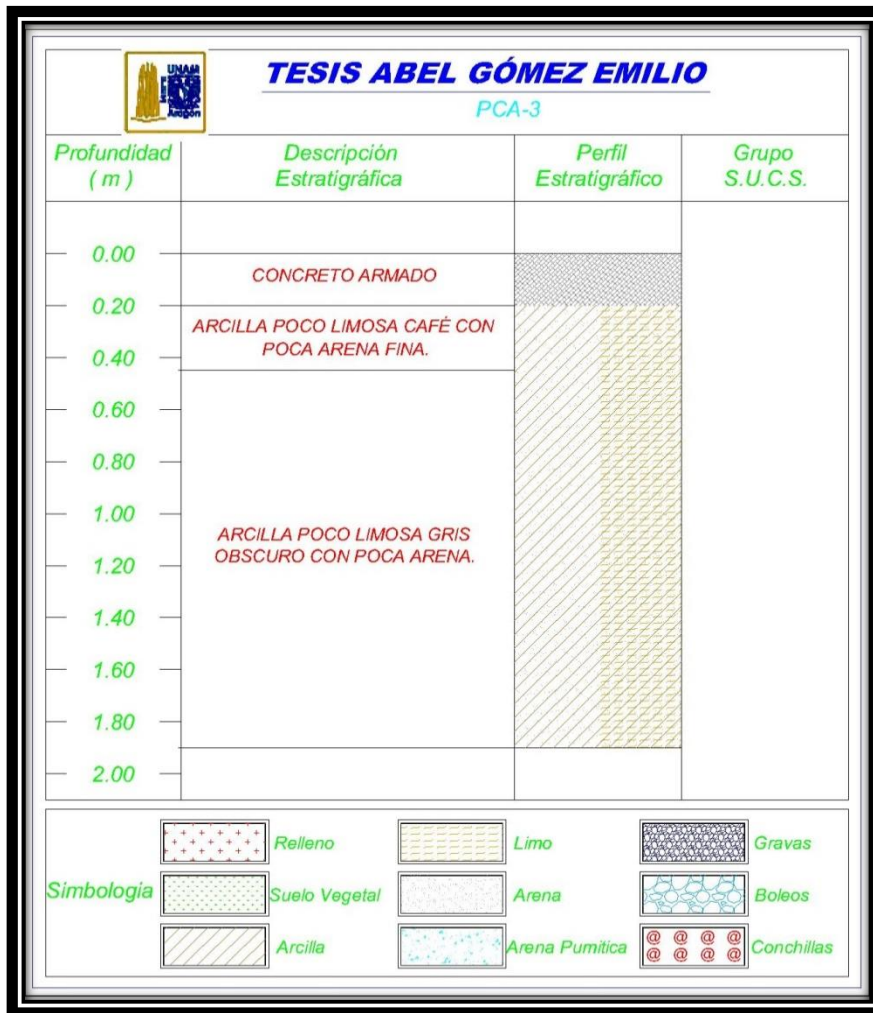 UNAM
Aragón
TESIS ABEL GÓMEZ EMILIO
PCA-3
Profundidad
( m )
Descripción
Estratigráfica
Perfil
Estratigráfico
Grupo
S.U.C.S.
0.00
CONCRETO ARMADO
0.20
ARCILLA POCO LIMOSA CAFÉ CON
POCA ARENA FINA.
0.40
0.60
0.80
1.00
ARCILLA POCO LIMOSA GRIS
OBSCURO CON POCA ARENA.
1.20
1.40
1.60
1.80
2.00
Simbología
Relleno
Limo
Gravas
Suelo Vegetal
Arena
Boleos
Arcilla
Arena Pumitica
Conchillas